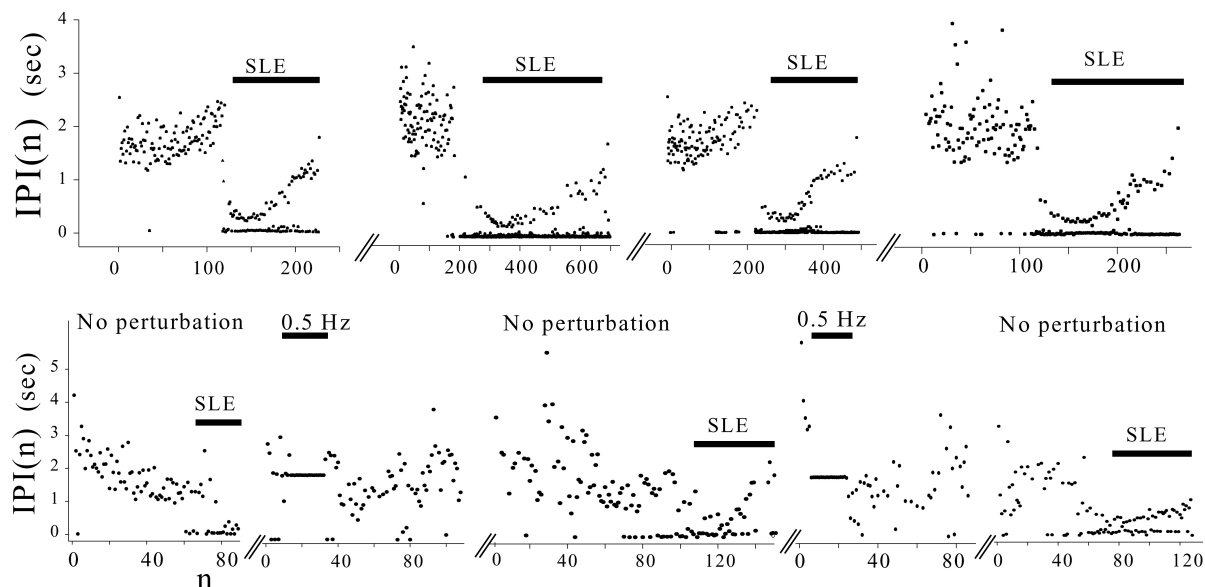 4
3
2
1
0
IPI(n) (sec)
SLE
SLE
SLE
SLE
0 100 200
0 200 400 600
0 200 400
0 100 200
No perturbation
0.5 Hz
No perturbation
0.5 Hz
No perturbation
5
4
3
2
1
0
IPI(n) (sec)
SLE
SLE
SLE
0 40 80
0 40 80
0 40 80 120
0 40 80
0 40 80 120
n